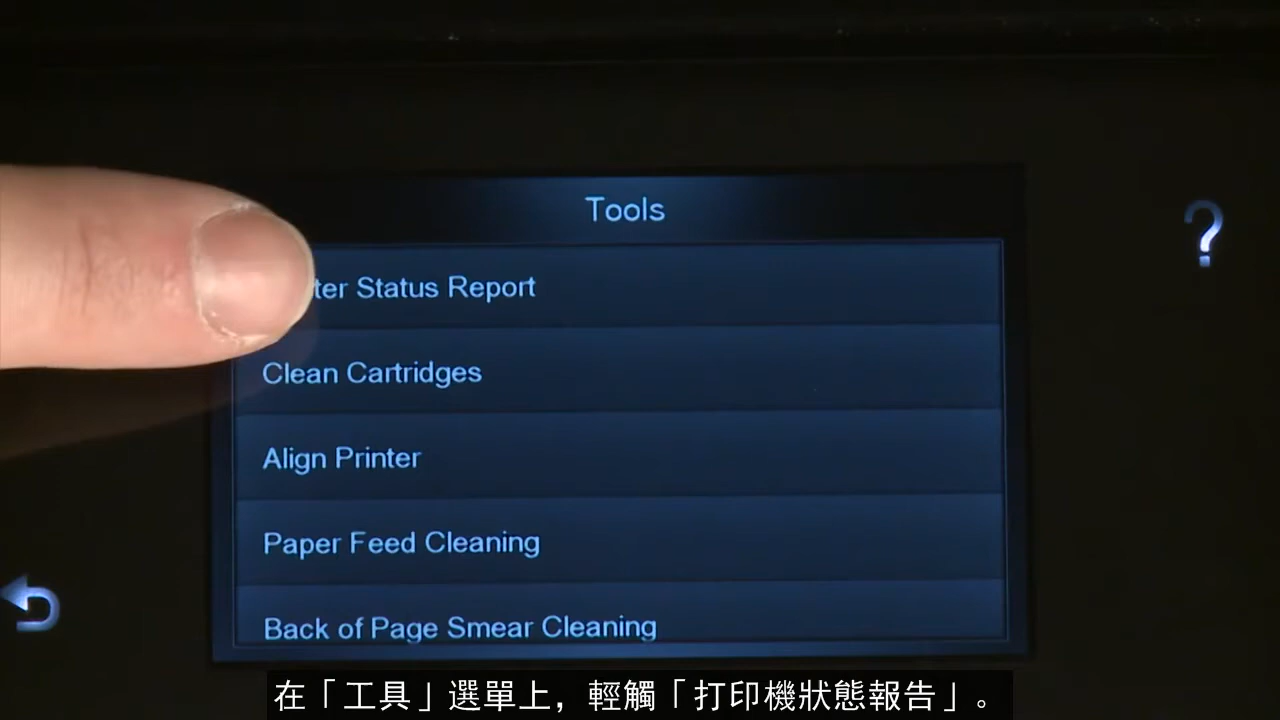 Tools
?
ter Status Report
Clean Cartridges
Align Printer
Paper Feed Cleaning
Back of Page Smear Cleaning
在「工具」選單上，輕觸「打印機狀態報告」。